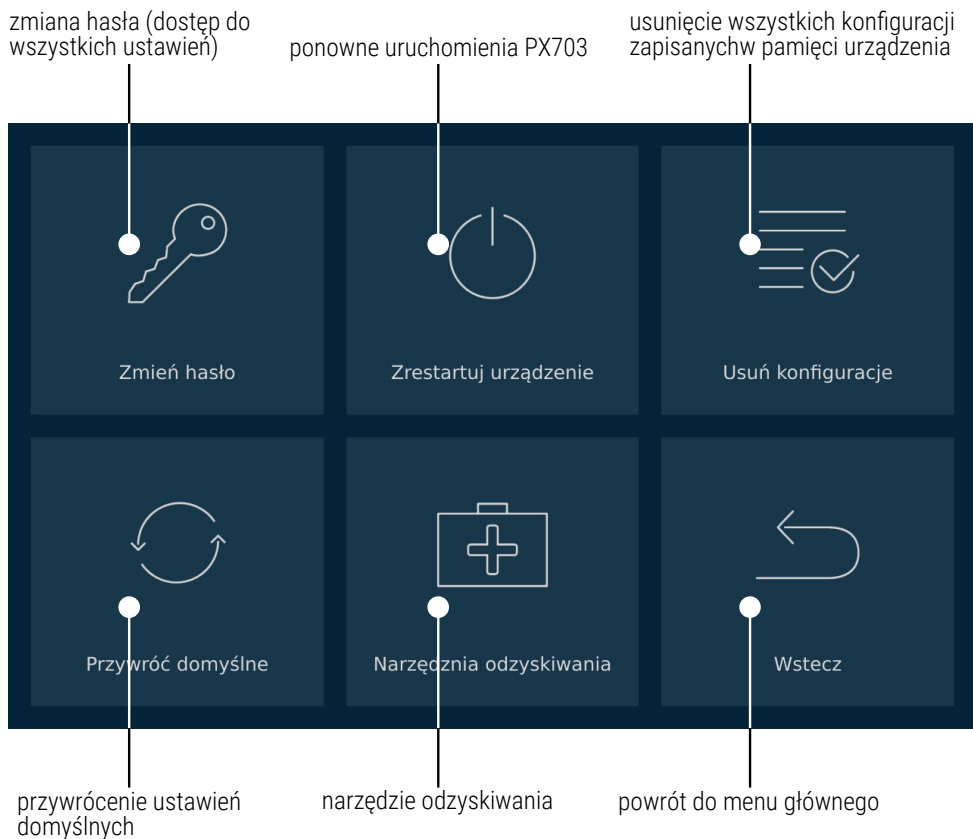 zmiana hasła (dostęp do
wszystkich ustawień)
ponowne uruchomienia PX703
usunięcie wszystkich konfiguracji
zapisanychw pamięci urządzenia
Zmień hasło
Zrestartuj urządzenie
Usuń konfiguracje
Przywróć domyślne
Narzędznia odzyskiwania
Wstecz
przywrócenie ustawień
domyślnych
narzędzie odzyskiwania
powrót do menu głównego